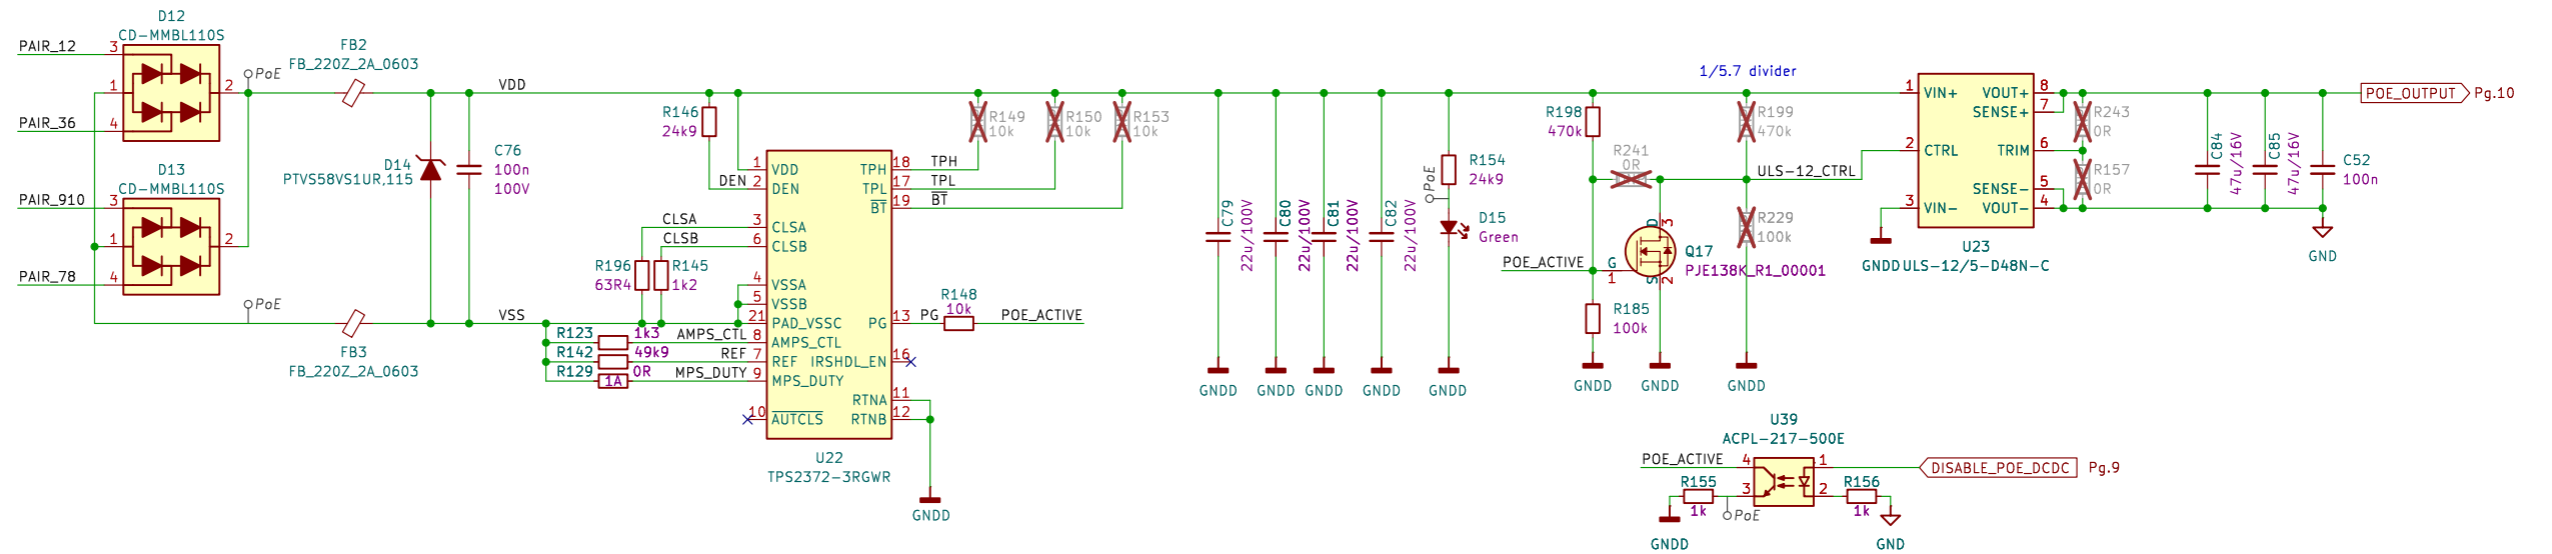 D12
CD-MMBL110S
PAIR_12
3
1
2
PAIR_36
4
PoE
FB2
FB_220Z_2A_0603
D13
CD-MMBL110S
PAIR_910
3
1
2
PAIR_78
4
PoE
FB3
FB_220Z_2A_0603
D14
PTVS58VS1UR,115
C76
100n
100V
VDD
VSS
R146
24k9
DEN
CLSA
CLSB
R196
63R4
R145
1k2
R123
1k3
AMPS_CTL
R142
49k9
REF
R129
1A
0R
MPS_DUTY
1 VDD
2 DEN
3 CLSA
6 CLSB
4 VSSA
5 VSSB
21 PAD_VSSC
8 AMPS_CTL
7 REF
9 MPS_DUTY
10 AUTCLS
TPH 18
TPL 17
BT 19
PG 13
IRSHDL_EN 16
RTNA 11
RTNB 12
U22
TPS2372-3RGWR
TPH
TPL
BT
R149
10k
R150
10k
R153
10k
PG
R148
10k
POE_ACTIVE
GNDD
C79
22u/100V
GNDD
C80
22u/100V
GNDD
C81
22u/100V
GNDD
C82
22u/100V
GNDD
R154
24k9
PoE
D15
Green
GNDD
R198
470k
R241
0R
1/5.7 divider
R199
470k
ULS-12_CTRL
POE_ACTIVE
G
1
D
3
S
2
Q17
PJE138K_R1_00001
R229
100k
R185
100k
GNDD
GNDD
GNDD
1 VIN+
2 CTRL
3 VIN-
VOUT+ 8
SENSE+ 7
TRIM 6
SENSE- 5
VOUT- 4
U23
ULS-12/5-D48N-C
GNDD
R243
0R
R157
0R
C84
47u/16V
C85
47u/16V
C52
100n
GND
POE_OUTPUT
Pg.10
U39
ACPL-217-500E
POE_ACTIVE
4
1
3
2
DISABLE_POE_DCDC
Pg.9
R155
1k
PoE
R156
1k
GNDD
GND